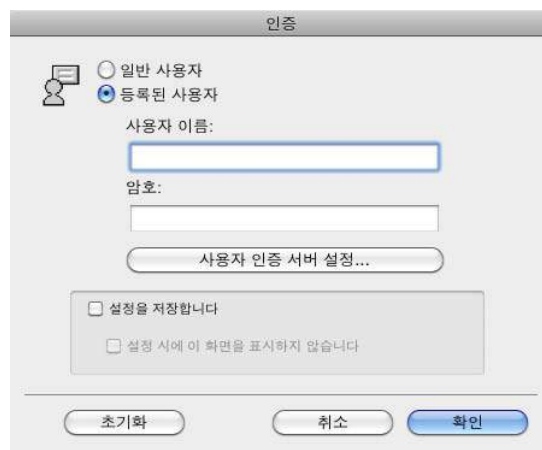 인증
일반 사용자
등록된 사용자
사용자 이름:
암호:
사용자 인증 서버 설정...
설정을 저장합니다
설정 시에 이 화면을 표시하지 않습니다
초기화 취소 확인